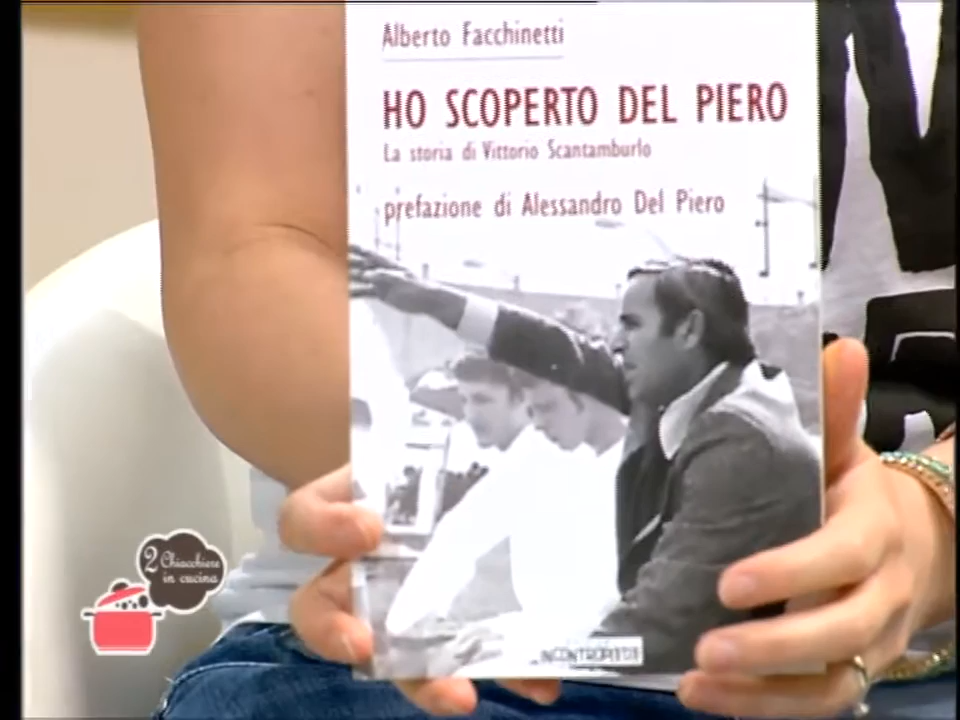 Alberto Facchinetti
HO SCOPERTO DEL PIERO
La storia di Vittorio Scantamburlo
prefazione di Alessandro Del Piero
INCONTROPIEDE
2 Chiacchiere
in cucina